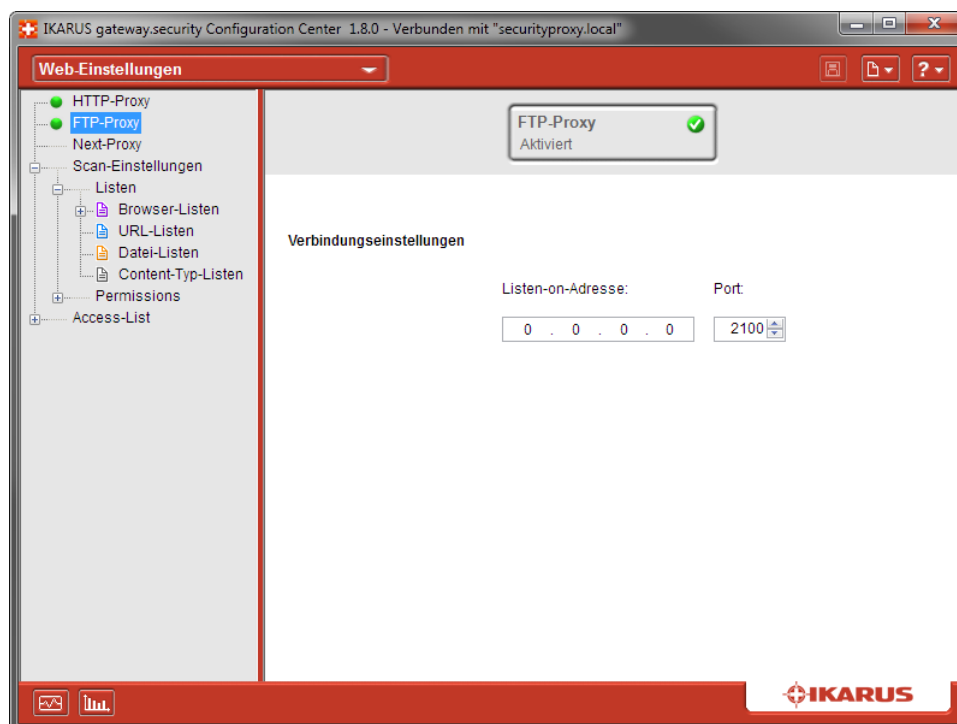 IKARUS gateway.security Configuration Center 1.8.0 - Verbunden mit "securityproxy.local"
Web-Einstellungen
?
HTTP-Proxy
FTP-Proxy
Next-Proxy
Scan-Einstellungen
Listen
Browser-Listen
URL-Listen
Datei-Listen
Content-Typ-Listen
Permissions
Access-List
FTP-Proxy
Aktiviert
Verbindungseinstellungen
Listen-on-Adresse: Port:
0 . 0 . 0 . 0 2100
IKARUS